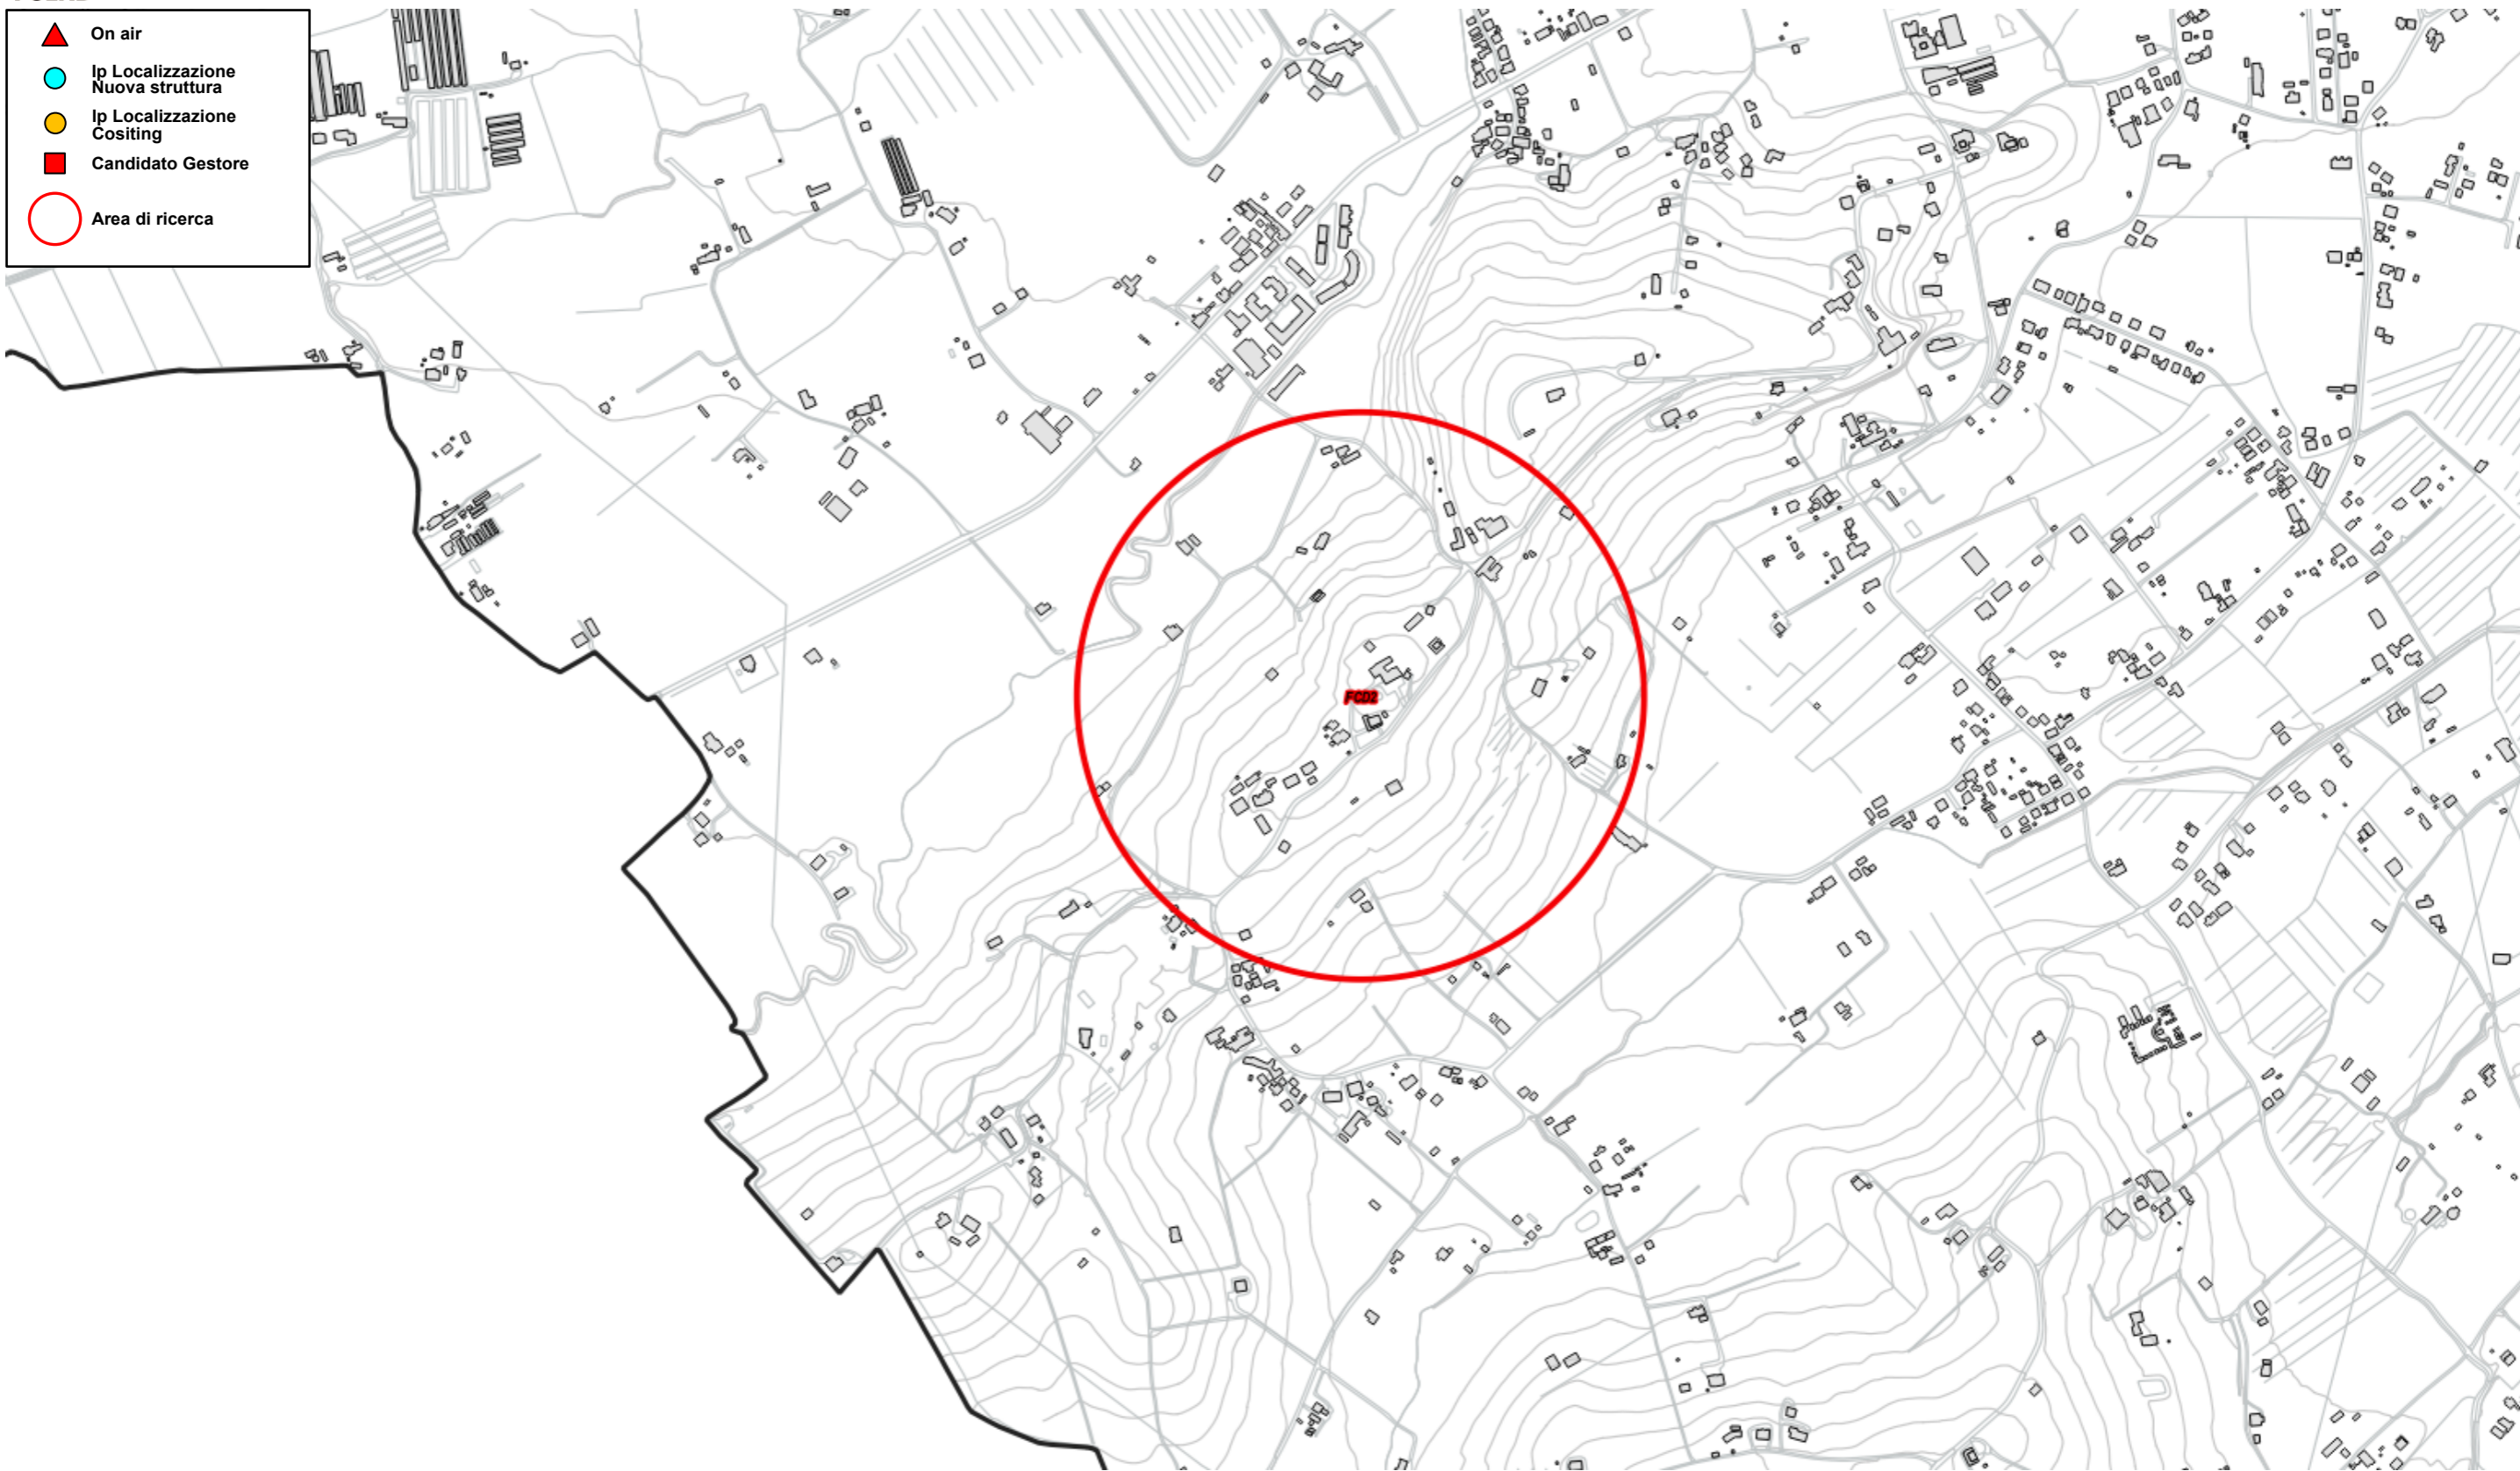 On air
Ip Localizzazione
Nuova struttura
Ip Localizzazione
Cositing
Candidato Gestore
Area di ricerca
FCD2